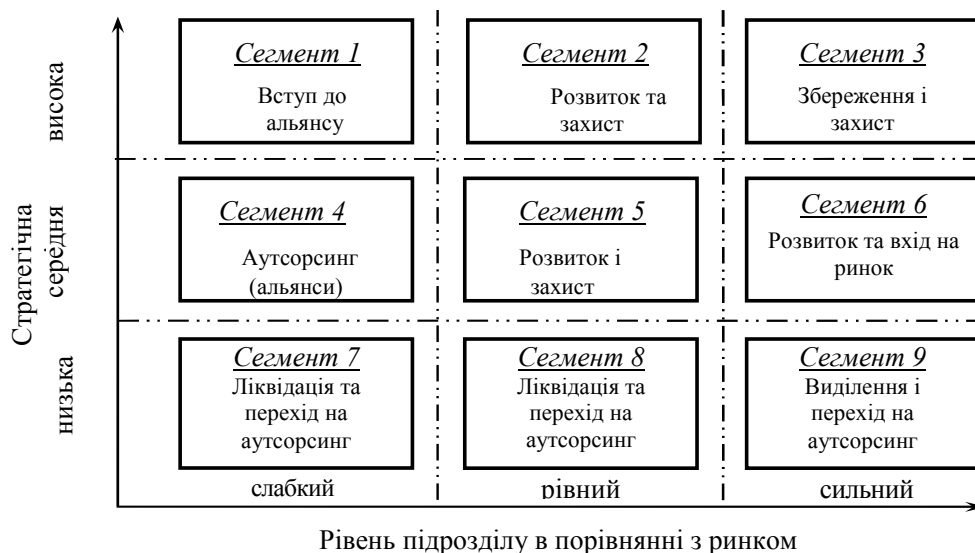 Стратегічна
висока
середня
низька
Сегмент 1
Вступ до
альянсу
Сегмент 2
Розвиток та
захист
Сегмент 3
Збереження і
захист
Сегмент 4
Аутсорсинг
(альянси)
Сегмент 5
Розвиток і
захист
Сегмент 6
Розвиток та вхід на
ринок
Сегмент 7
Ліквідація та
перехід на
аутсорсинг
Сегмент 8
Ліквідація та
перехід на
аутсорсинг
Сегмент 9
Виділення і
перехід на
аутсорсинг
слабкий
рівний
сильний
Рівень підрозділу в порівнянні з ринком